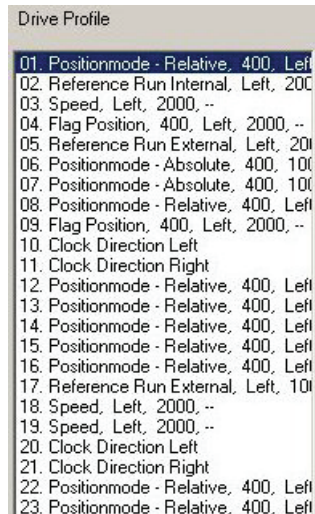 Drive Profile
01. Positionmode - Relative, 400, Left
02. Reference Run Internal, Left, 200
03. Speed, Left, 2000, --
04. Flag Position, 400, Left, 2000, --
05. Reference Run External, Left, 20
06. Positionmode - Absolute, 400, 100
07. Positionmode - Absolute, 400, 100
08. Positionmode - Relative, 400, Left
09. Flag Position, 400, Left, 2000, --
10. Clock Direction Left
11. Clock Direction Right
12. Positionmode - Relative, 400, Left
13. Positionmode - Relative, 400, Left
14. Positionmode - Relative, 400, Left
15. Positionmode - Relative, 400, Left
16. Positionmode - Relative, 400, Left
17. Reference Run External, Left, 10
18. Speed, Left, 2000, --
19. Speed, Left, 2000, --
20. Clock Direction Left
21. Clock Direction Right
22. Positionmode - Relative, 400, Left
23. Positionmode - Relative, 400, Left